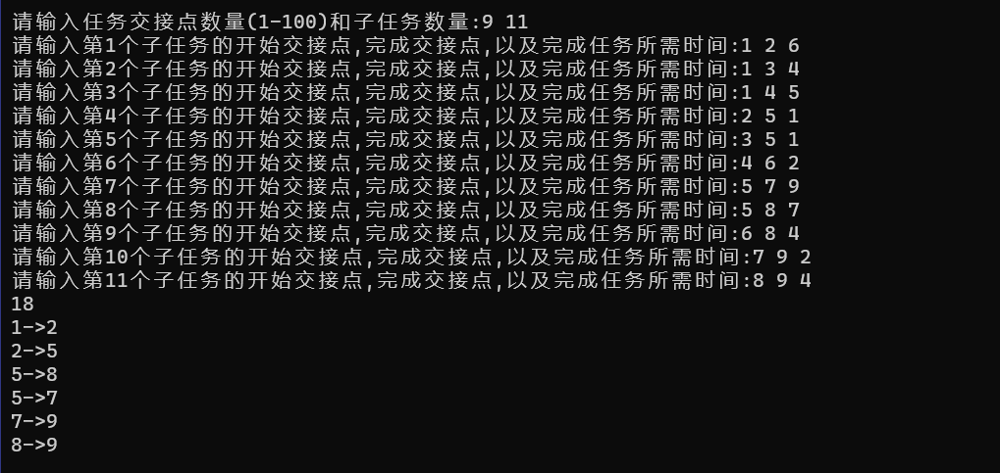 请输入任务交接点数量(1-100)和子任务数量:9 11
请输入第1个子任务的开始交接点,完成交接点,以及完成任务所需时间:1 2 6
请输入第2个子任务的开始交接点,完成交接点,以及完成任务所需时间:1 3 4
请输入第3个子任务的开始交接点,完成交接点,以及完成任务所需时间:1 4 5
请输入第4个子任务的开始交接点,完成交接点,以及完成任务所需时间:2 5 1
请输入第5个子任务的开始交接点,完成交接点,以及完成任务所需时间:3 5 1
请输入第6个子任务的开始交接点,完成交接点,以及完成任务所需时间:4 6 2
请输入第7个子任务的开始交接点,完成交接点,以及完成任务所需时间:5 7 9
请输入第8个子任务的开始交接点,完成交接点,以及完成任务所需时间:5 8 7
请输入第9个子任务的开始交接点,完成交接点,以及完成任务所需时间:6 8 4
请输入第10个子任务的开始交接点,完成交接点,以及完成任务所需时间:7 9 2
请输入第11个子任务的开始交接点,完成交接点,以及完成任务所需时间:8 9 4
18
1->2
2->5
5->8
5->7
7->9
8->9